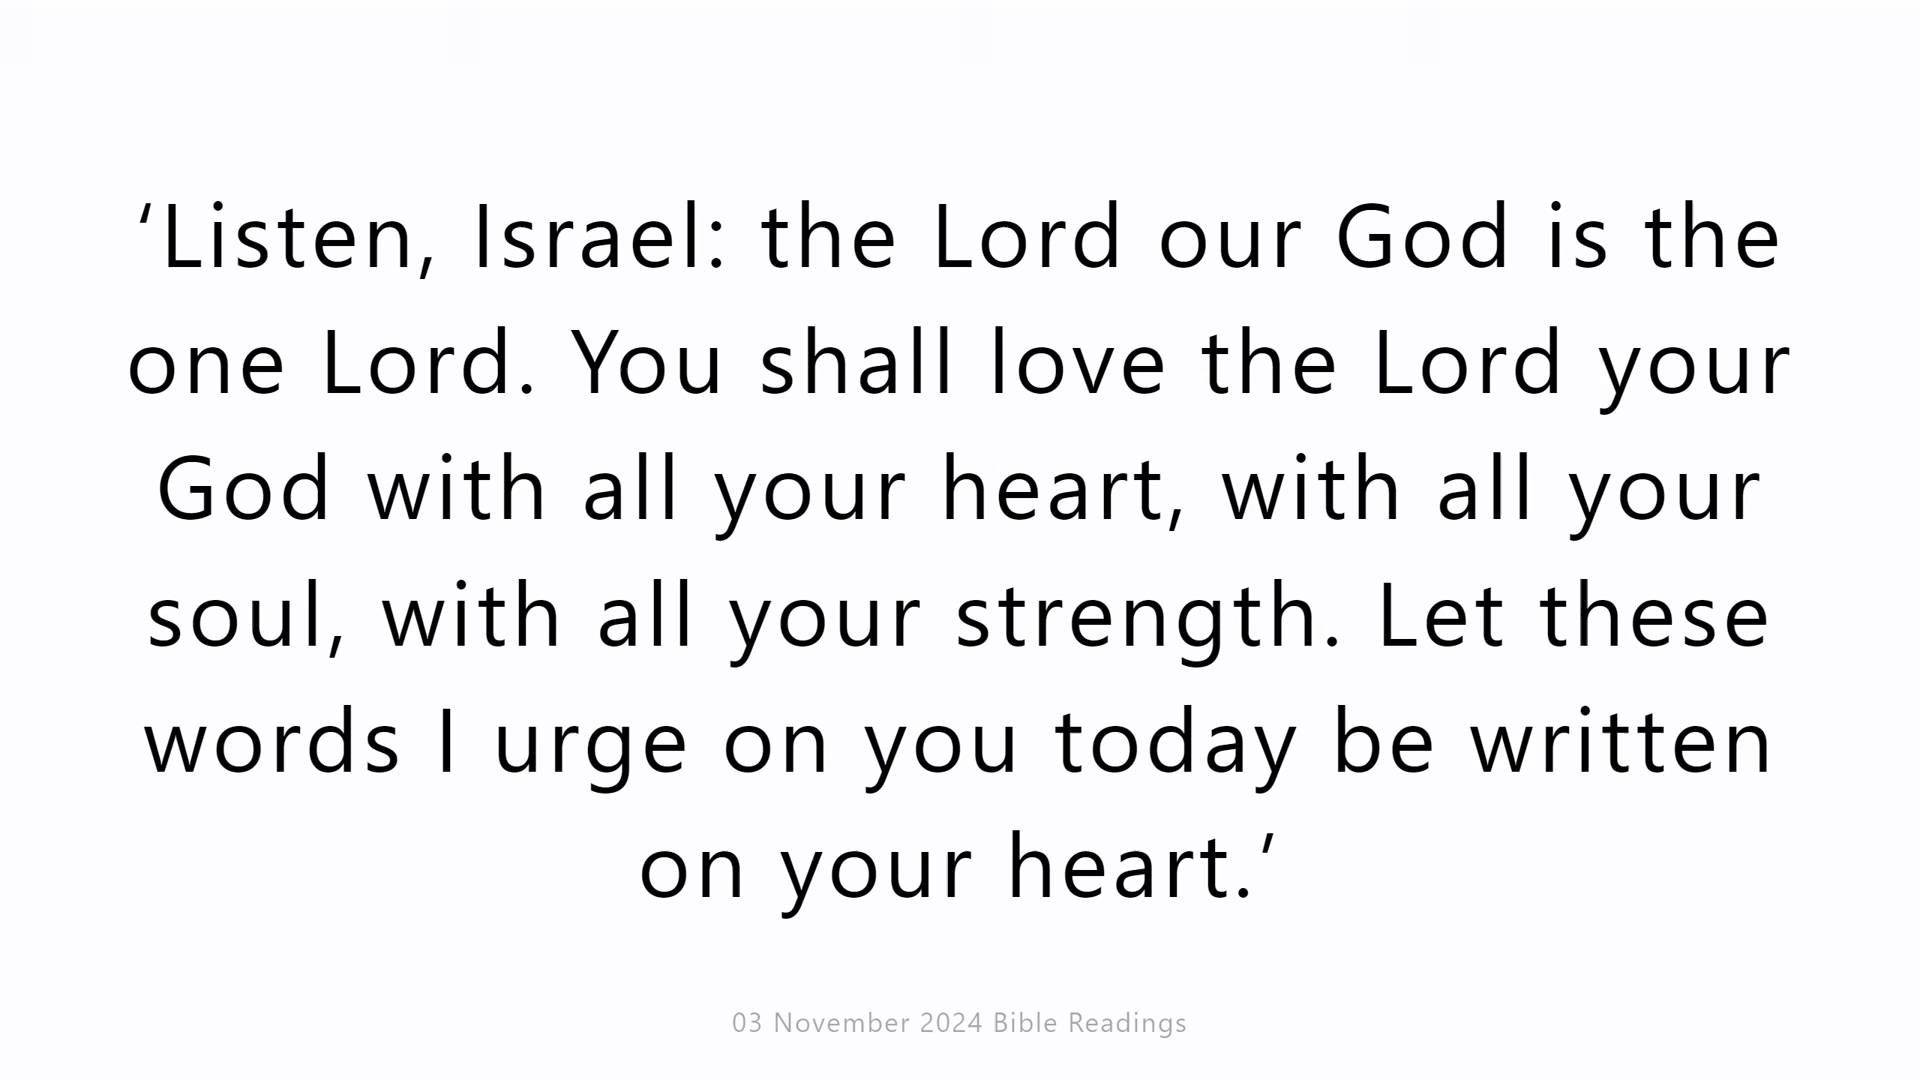 ‘Listen, Israel: the Lord our God is the
one Lord. You shall love the Lord your
God with all your heart, with all your
soul, with all your strength. Let these
words I urge on you today be written
on your heart.’
03 November 2024 Bible Readings